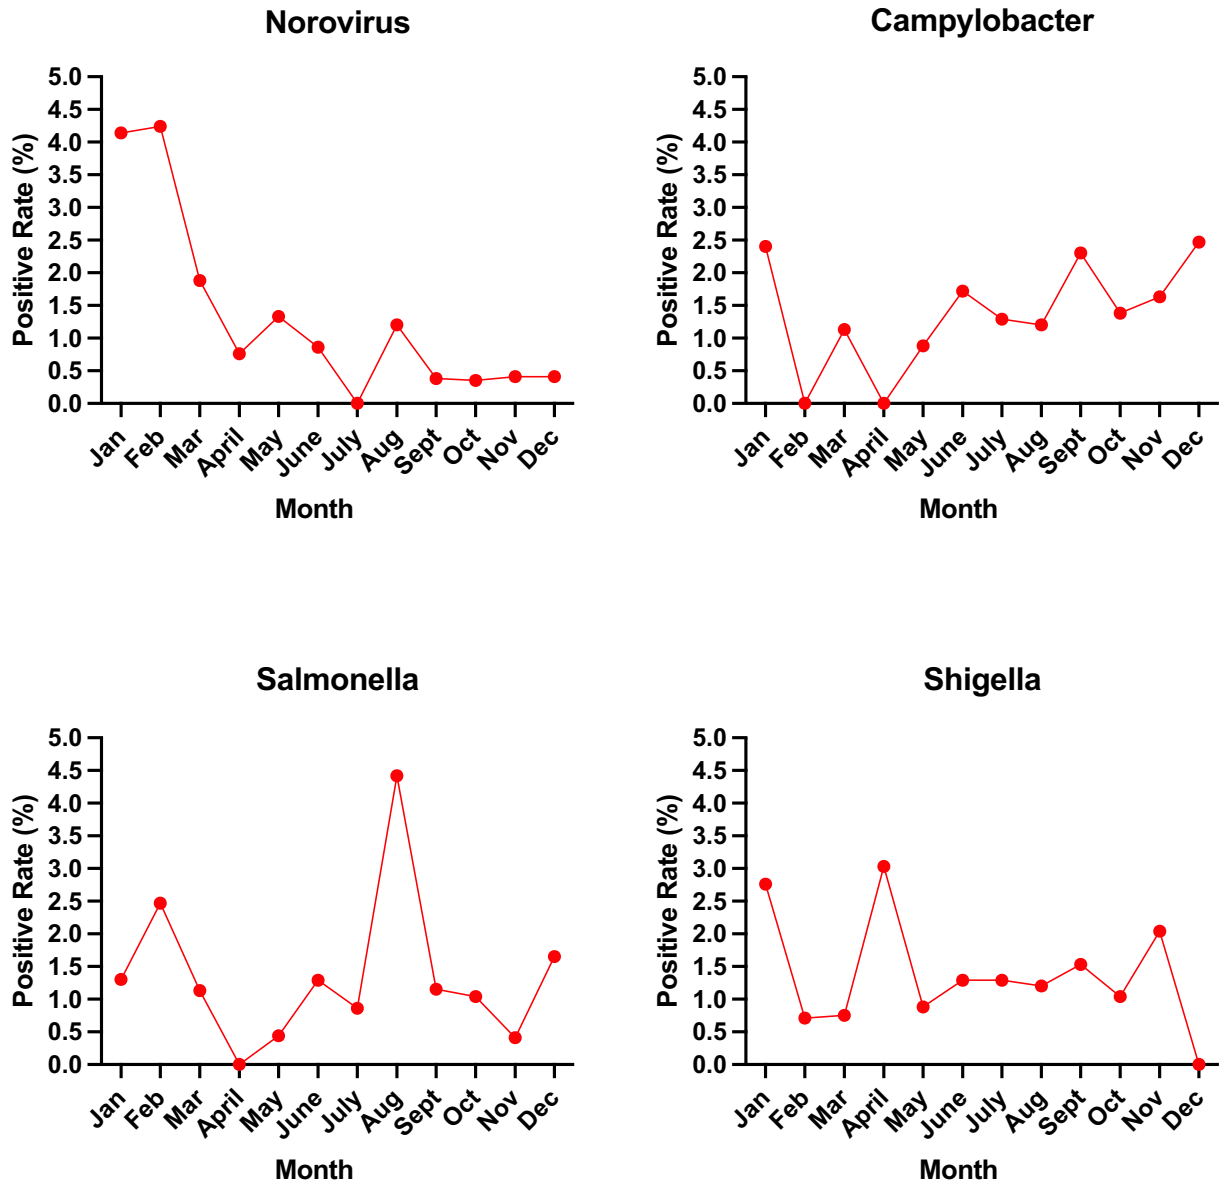 Norovirus
Positive Rate (%)
5.0
4.5
4.0
3.5
3.0
2.5
2.0
1.5
1.0
0.5
0.0
Jan
Feb
Mar
April
May
June
July
Aug
Sept
Oct
Nov
Dec
Month
Campylobacter
Positive Rate (%)
5.0
4.5
4.0
3.5
3.0
2.5
2.0
1.5
1.0
0.5
0.0
Jan
Feb
Mar
April
May
June
July
Aug
Sept
Oct
Nov
Dec
Month
Salmonella
Positive Rate (%)
5.0
4.5
4.0
3.5
3.0
2.5
2.0
1.5
1.0
0.5
0.0
Jan
Feb
Mar
April
May
June
July
Aug
Sept
Oct
Nov
Dec
Month
Shigella
Positive Rate (%)
5.0
4.5
4.0
3.5
3.0
2.5
2.0
1.5
1.0
0.5
0.0
Jan
Feb
Mar
April
May
June
July
Aug
Sept
Oct
Nov
Dec
Month